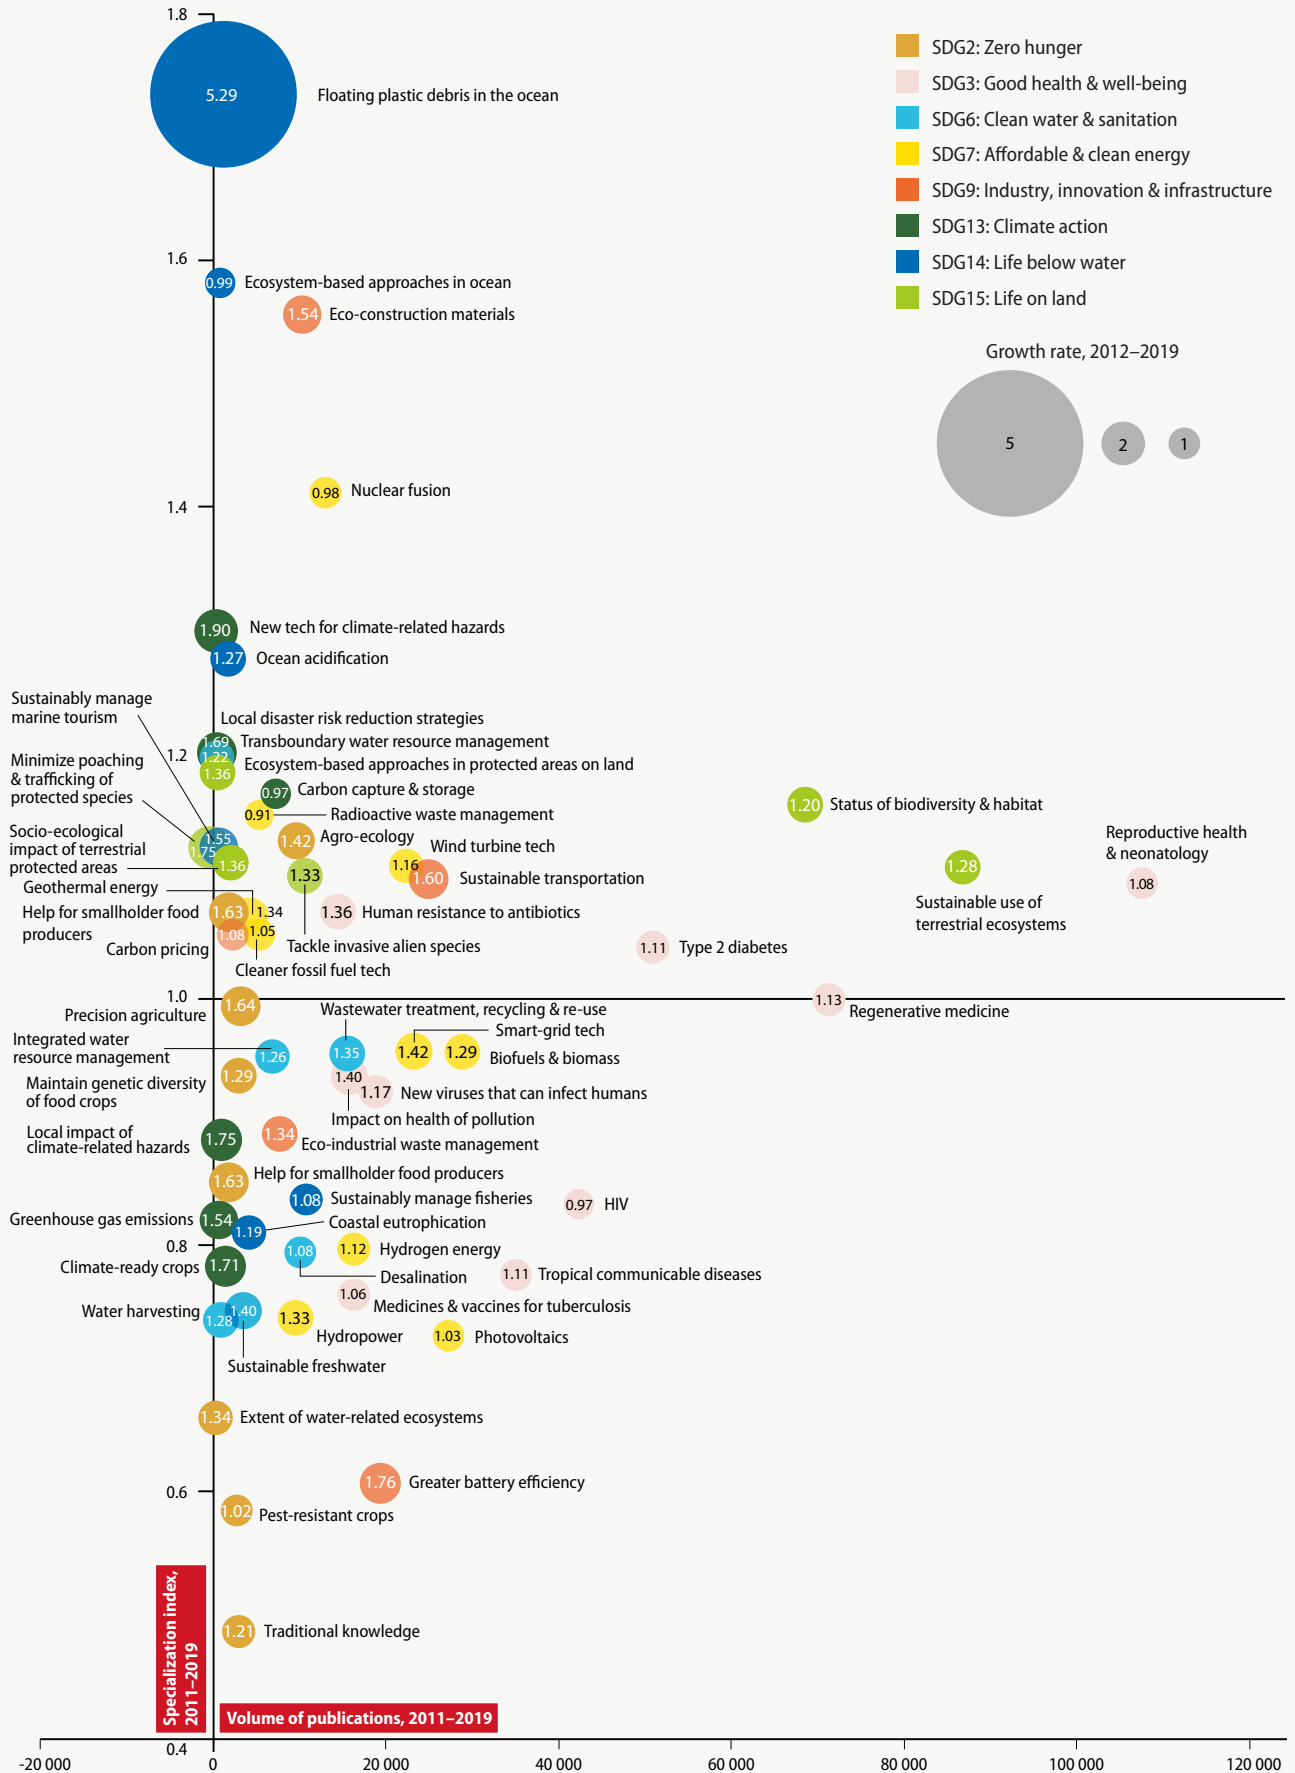 1.8
5.29
Floating plastic debris in the ocean
SDG2: Zero hunger
SDG3: Good health & well-being
SDG6: Clean water & sanitation
SDG7: Affordable & clean energy
SDG9: Industry, innovation & infrastructure
SDG13: Climate action
SDG14: Life below water
SDG15: Life on land
Growth rate, 2012–2019
5
2
1
1.6
0.99
Ecosystem-based approaches in ocean
1.54
Eco-construction materials
1.4
0.98
Nuclear fusion
1.90
New tech for climate-related hazards
1.27
Ocean acidification
Sustainably manage
marine tourism
Local disaster risk reduction strategies
1.69
Transboundary water resource management
1.2
1.22
Ecosystem-based approaches in protected areas on land
1.36
Minimize poaching
& trafficking of
protected species
0.97
Carbon capture & storage
0.91
Radioactive waste management
1.20
Status of biodiversity & habitat
Socio-ecological
impact of terrestrial
protected areas
1.55
1.75
1.36
1.42
Agro-ecology
Wind turbine tech
1.16
1.60
Sustainable transportation
1.33
Reproductive health
& neonatology
1.08
1.28
Sustainable use of
terrestrial ecosystems
Geothermal energy
Help for smallholder food
producers
1.63
1.34
1.36
Human resistance to antibiotics
1.08
1.05
Carbon pricing
Tackle invasive alien species
Cleaner fossil fuel tech
1.11
Type 2 diabetes
1.0
1.13
Regenerative medicine
1.64
Precision agriculture
Wastewater treatment, recycling & re-use
Smart-grid tech
Integrated water
resource management
1.26
1.35
1.42
1.29
Biofuels & biomass
1.29
Maintain genetic diversity
of food crops
1.40
1.17
New viruses that can infect humans
Impact on health of pollution
Local impact of
climate-related hazards
1.75
1.34
Eco-industrial waste management
1.63
Help for smallholder food producers
1.08
Sustainably manage fisheries
0.97
HIV
Greenhouse gas emissions
1.54
1.19
Coastal eutrophication
0.8
1.08
1.12
Hydrogen energy
Climate-ready crops
1.71
Desalination
1.11
Tropical communicable diseases
1.06
Medicines & vaccines for tuberculosis
Water harvesting
1.28
1.40
1.33
Hydropower
1.03
Photovoltaics
Sustainable freshwater
1.34
Extent of water-related ecosystems
1.76
Greater battery efficiency
0.6
1.02
Pest-resistant crops
1.21
Traditional knowledge
Specialization index,
2011–2019
Volume of publications, 2011–2019
0.4
-20 000
0
20 000
40 000
60 000
80 000
100 000
120 000